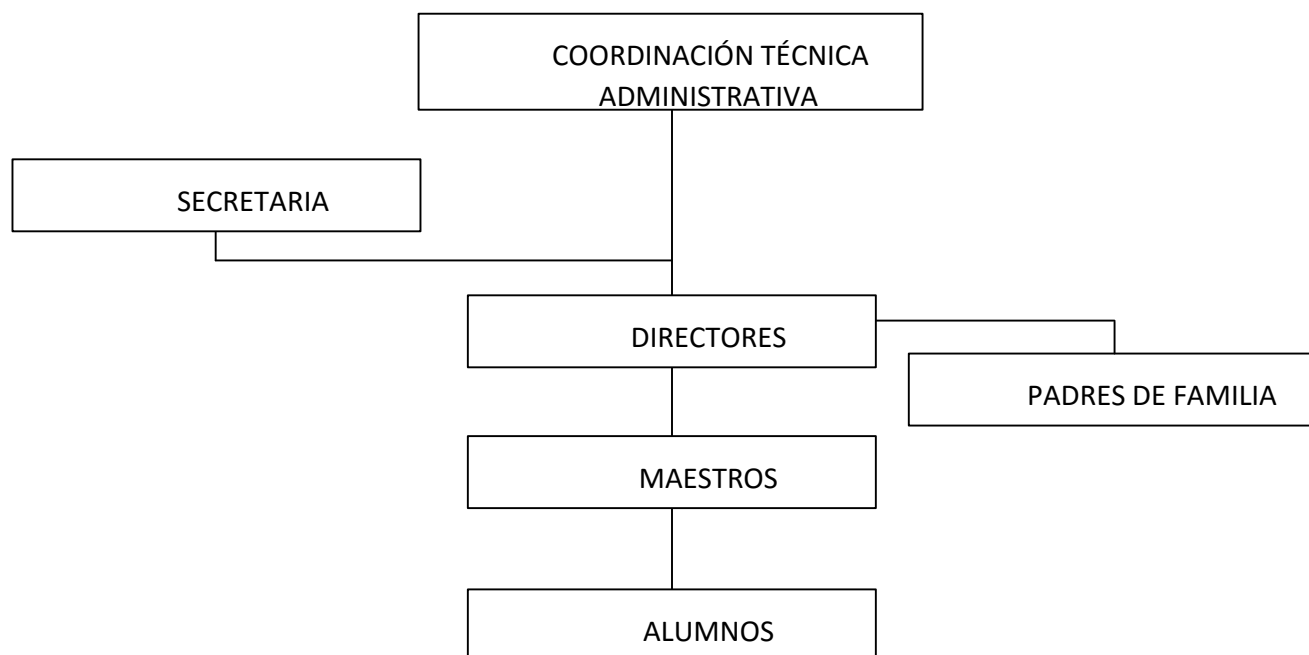 COORDINACIÓN TÉCNICA
ADMINISTRATIVA
SECRETARIA
DIRECTORES
PADRES DE FAMILIA
MAESTROS
ALUMNOS